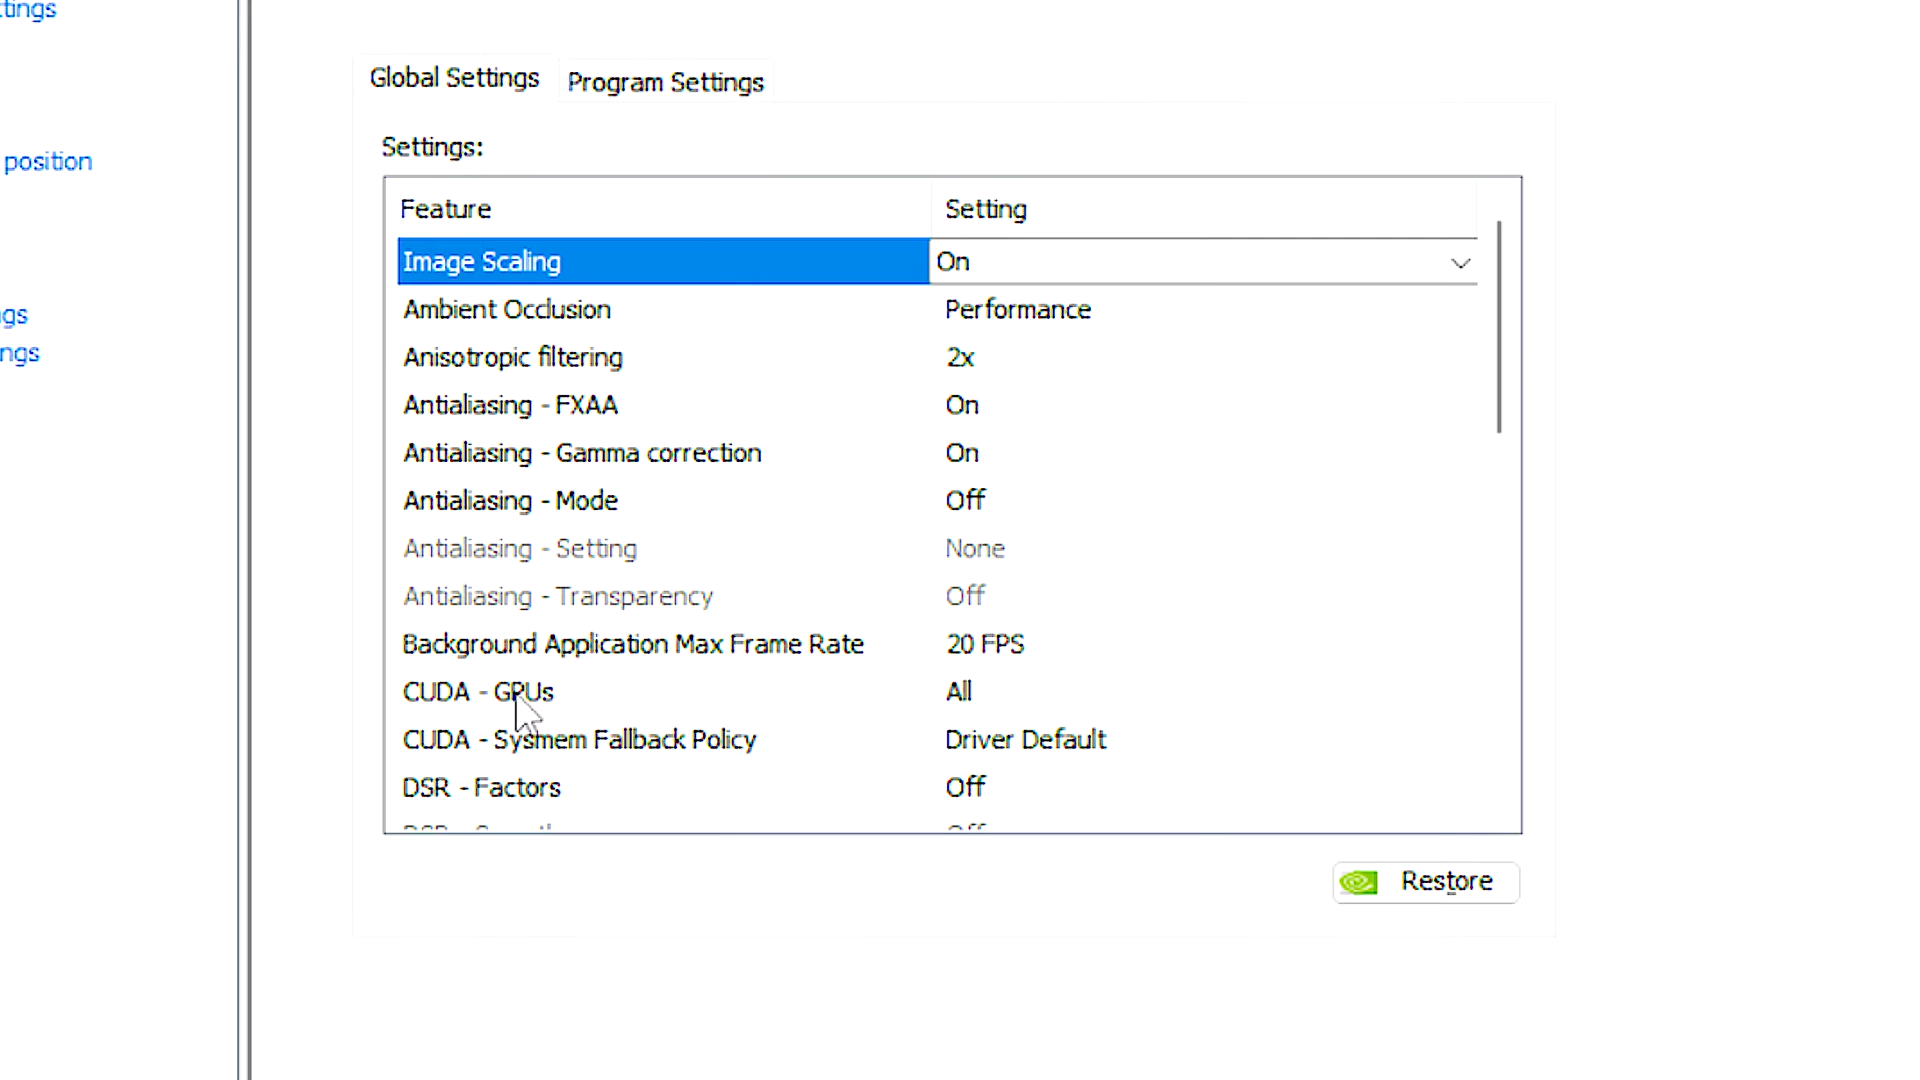 ttings
position
gs
ngs
Global Settings Program Settings
Settings:
Feature Setting
Image Scaling On
Ambient Occlusion Performance
Anisotropic filtering 2x
Antialiasing - FXAA On
Antialiasing - Gamma correction On
Antialiasing - Mode Off
Antialiasing - Setting None
Antialiasing - Transparency Off
Background Application Max Frame Rate 20 FPS
CUDA - GPUs All
CUDA - Sysmem Fallback Policy Driver Default
DSR - Factors Off
Restore